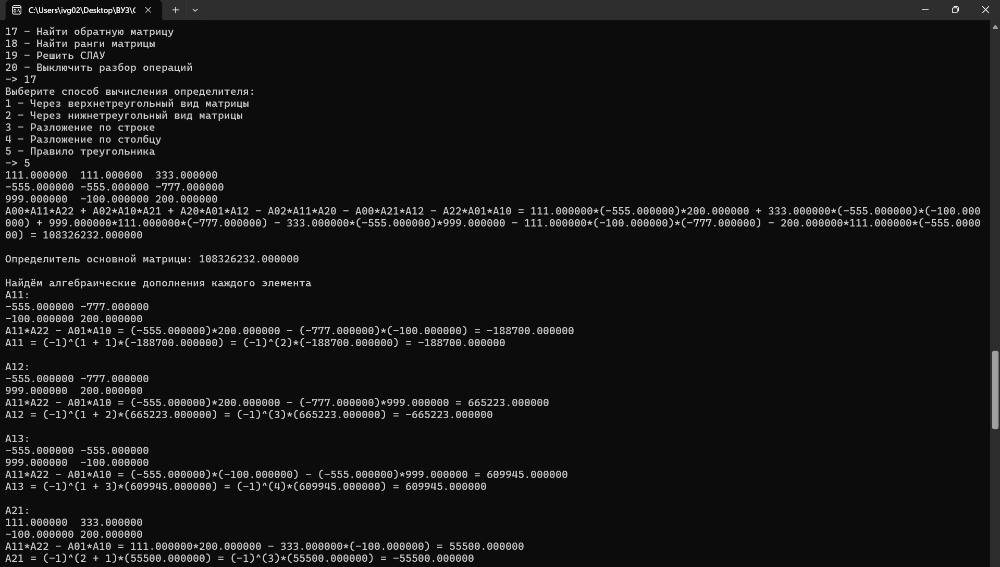 C:\Users\ivg02\Desktop\ВУЗ\С
17 - Найти обратную матрицу
18 - Найти ранги матрицы
19 - Решить СЛАУ
20 - Выключить разбор операций
-> 17
Выберите способ вычисления определителя:
1 - Через верхнетреугольный вид матрицы
2 - Через нижнетреугольный вид матрицы
3 - Разложение по строке
4 - Разложение по столбцу
5 - Правило треугольника
-> 5
111.000000  111.000000  333.000000
-555.000000 -555.000000 -777.000000
999.000000  -100.000000 200.000000
A00*A11*A22 + A02*A10*A21 + A20*A01*A12 - A02*A11*A20 - A00*A21*A12 - A22*A01*A10 = 111.000000*(-555.000000)*200.000000 + 333.000000*(-555.000000)*(-100.000
000) + 999.000000*111.000000*(-777.000000) - 333.000000*(-555.000000)*999.000000 - 111.000000*(-100.000000)*(-777.000000) - 200.000000*111.000000*(-555.0000
00) = 108326232.000000
Определитель основной матрицы: 108326232.000000
Найдём алгебраические дополнения каждого элемента
A11:
-555.000000 -777.000000
-100.000000 200.000000
A11*A22 - A01*A10 = (-555.000000)*200.000000 - (-777.000000)*(-100.000000) = -188700.000000
A11 = (-1)^(1 + 1)*(-188700.000000) = (-1)^(2)*(-188700.000000) = -188700.000000
A12:
-555.000000 -777.000000
999.000000  200.000000
A11*A22 - A01*A10 = (-555.000000)*200.000000 - (-777.000000)*999.000000 = 665223.000000
A12 = (-1)^(1 + 2)*(665223.000000) = (-1)^(3)*(665223.000000) = -665223.000000
A13:
-555.000000 -555.000000
999.000000  -100.000000
A11*A22 - A01*A10 = (-555.000000)*(-100.000000) - (-555.000000)*999.000000 = 609945.000000
A13 = (-1)^(1 + 3)*(609945.000000) = (-1)^(4)*(609945.000000) = 609945.000000
A21:
111.000000  333.000000
-100.000000 200.000000
A11*A22 - A01*A10 = 111.000000*200.000000 - 333.000000*(-100.000000) = 55500.000000
A21 = (-1)^(2 + 1)*(55500.000000) = (-1)^(3)*(55500.000000) = -55500.000000